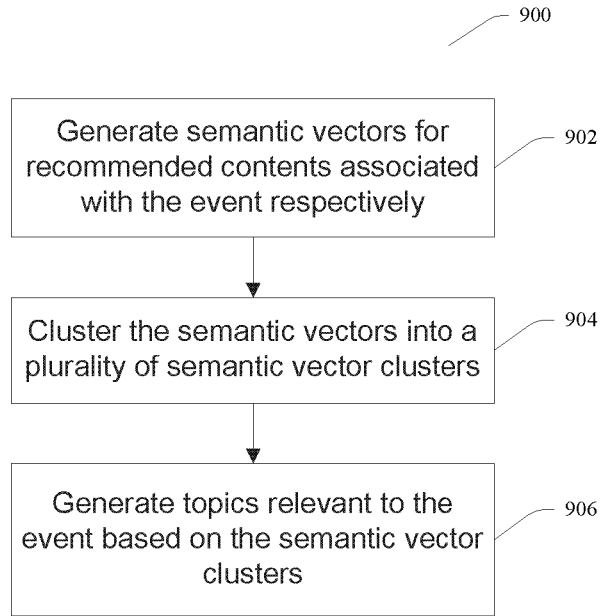 900
Generate semantic vectors for
recommended contents associated
with the event respectively
902
Cluster the semantic vectors into a
plurality of semantic vector clusters
904
Generate topics relevant to the
event based on the semantic vector
clusters
906